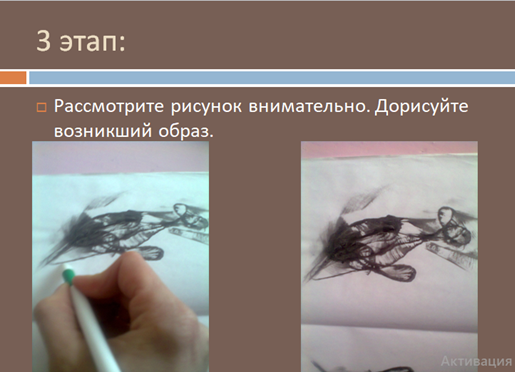 3 этап:
Рассмотрите рисунок внимательно. Дорисуйте
возникший образ.
Активация